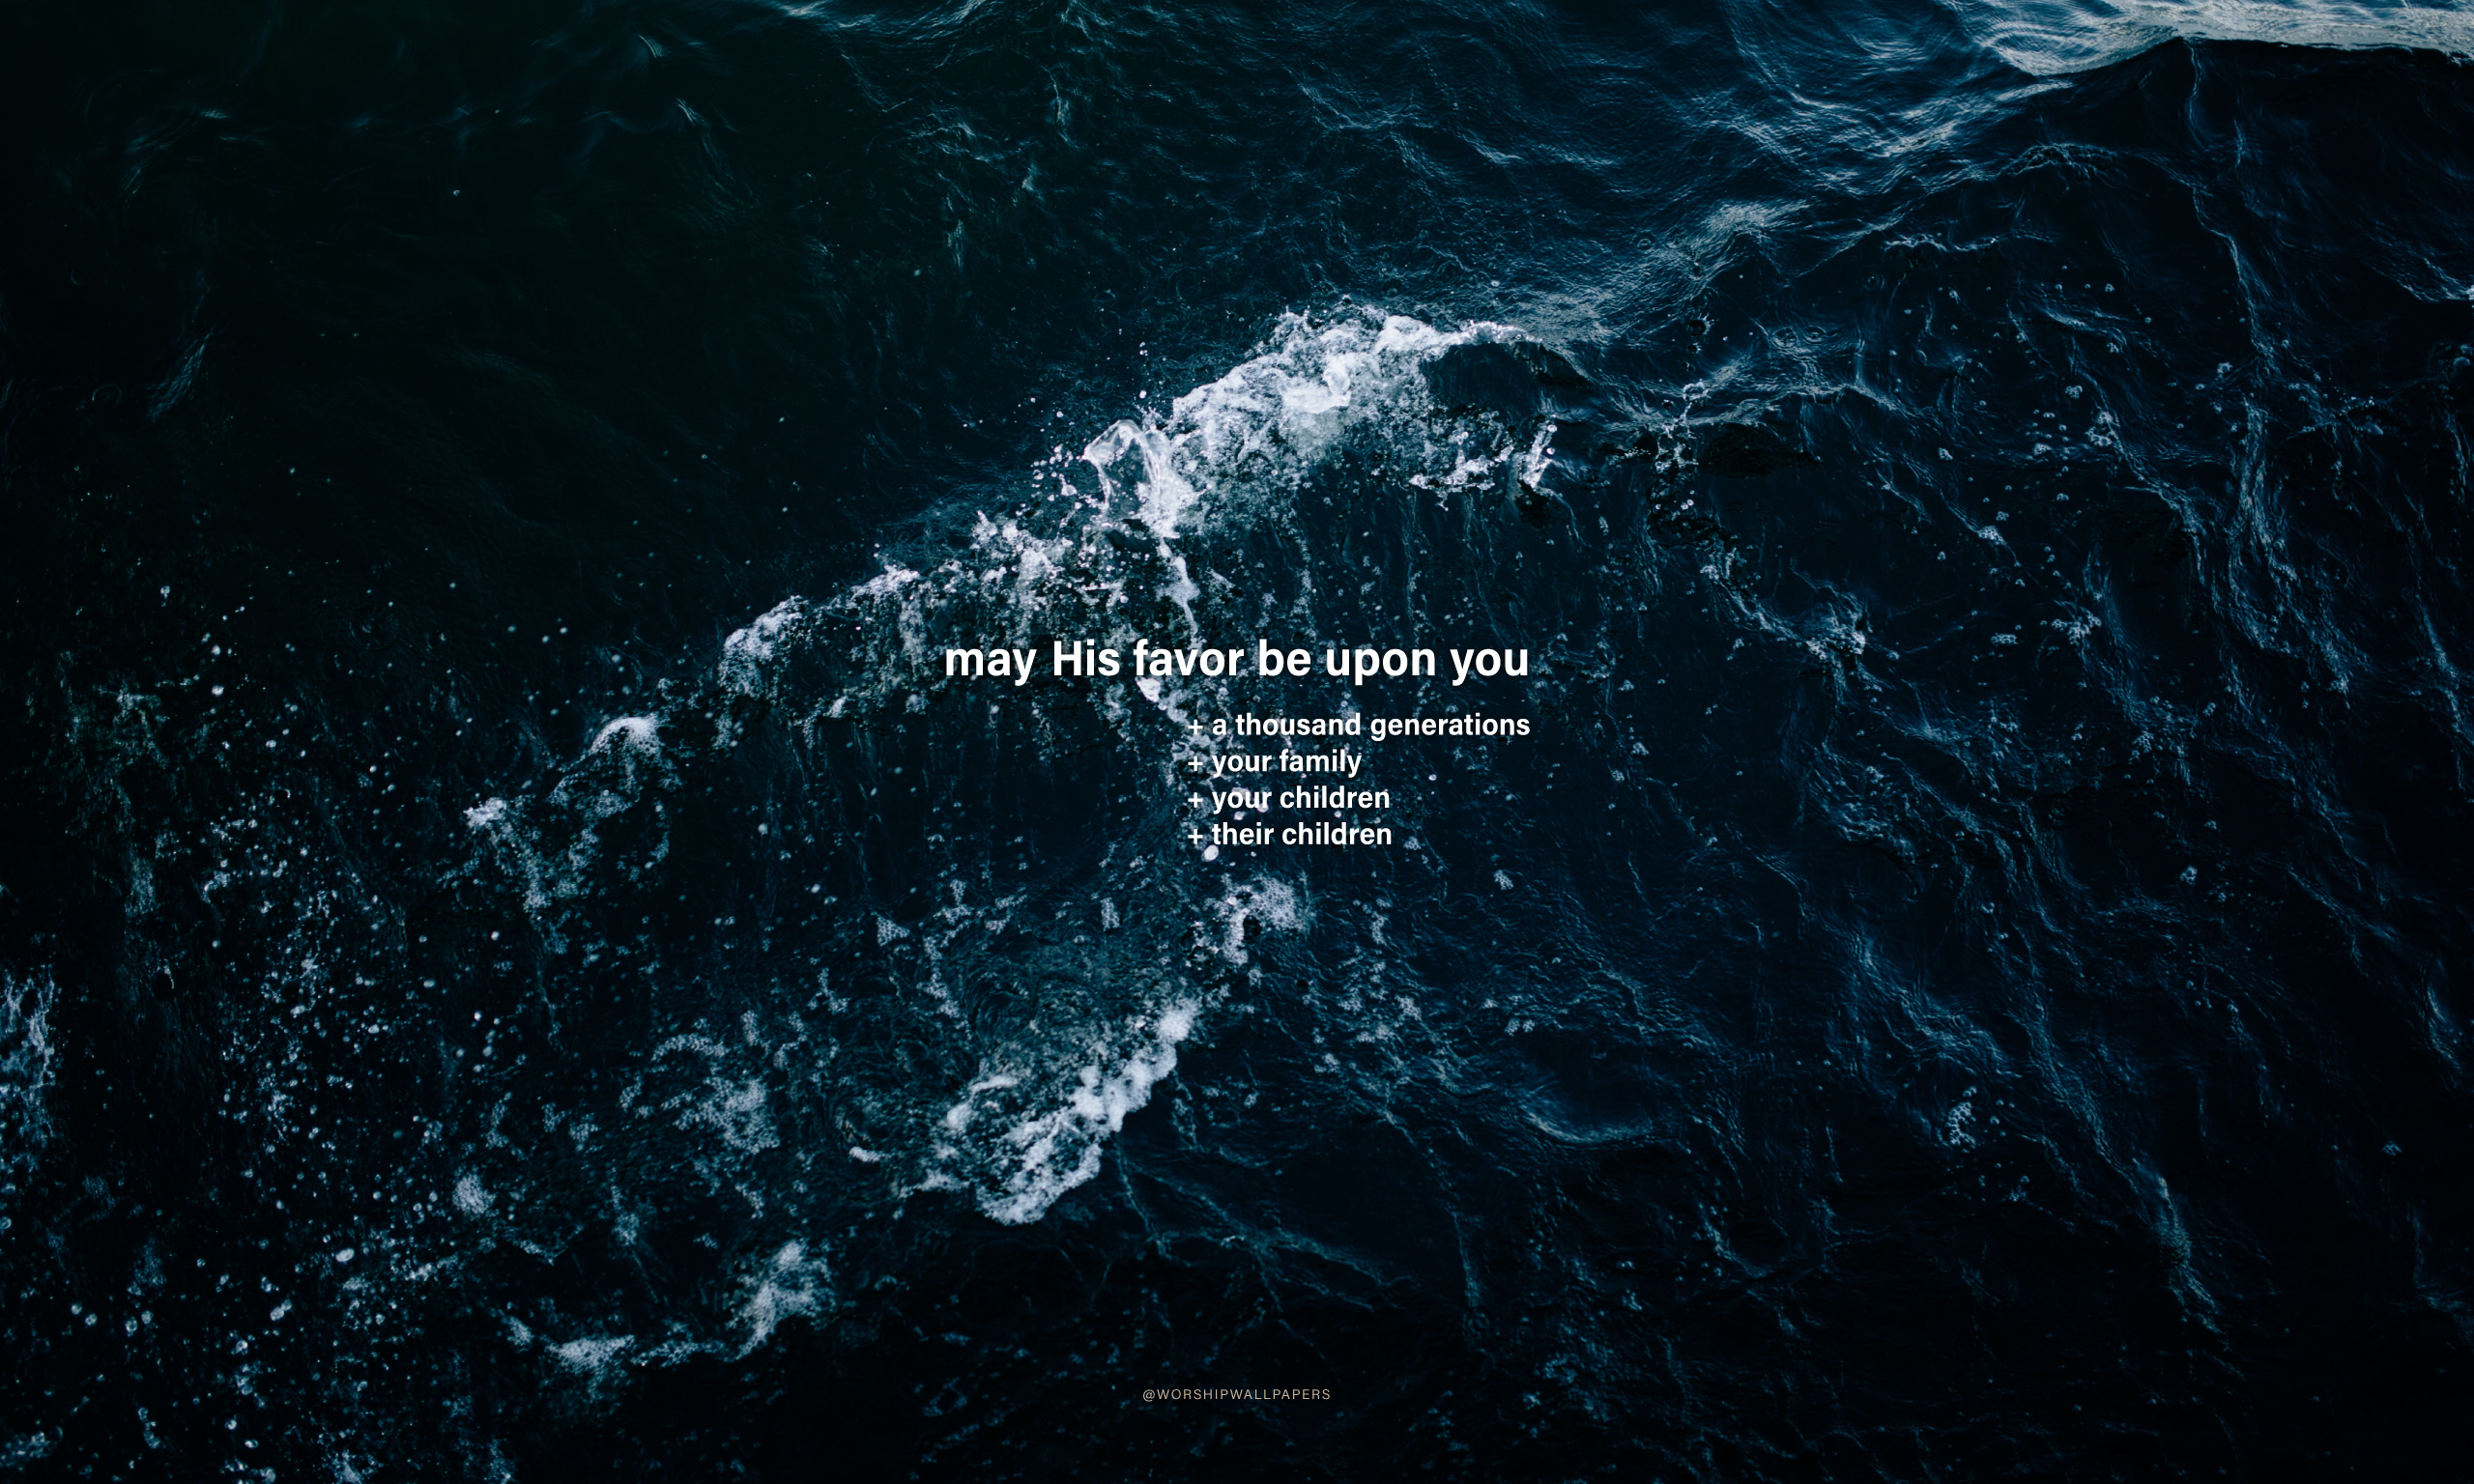 may His favor be upon you
+ a thousand generations
+ your family
+ your children
+ their children
@WORSHIPWALLPAPERS